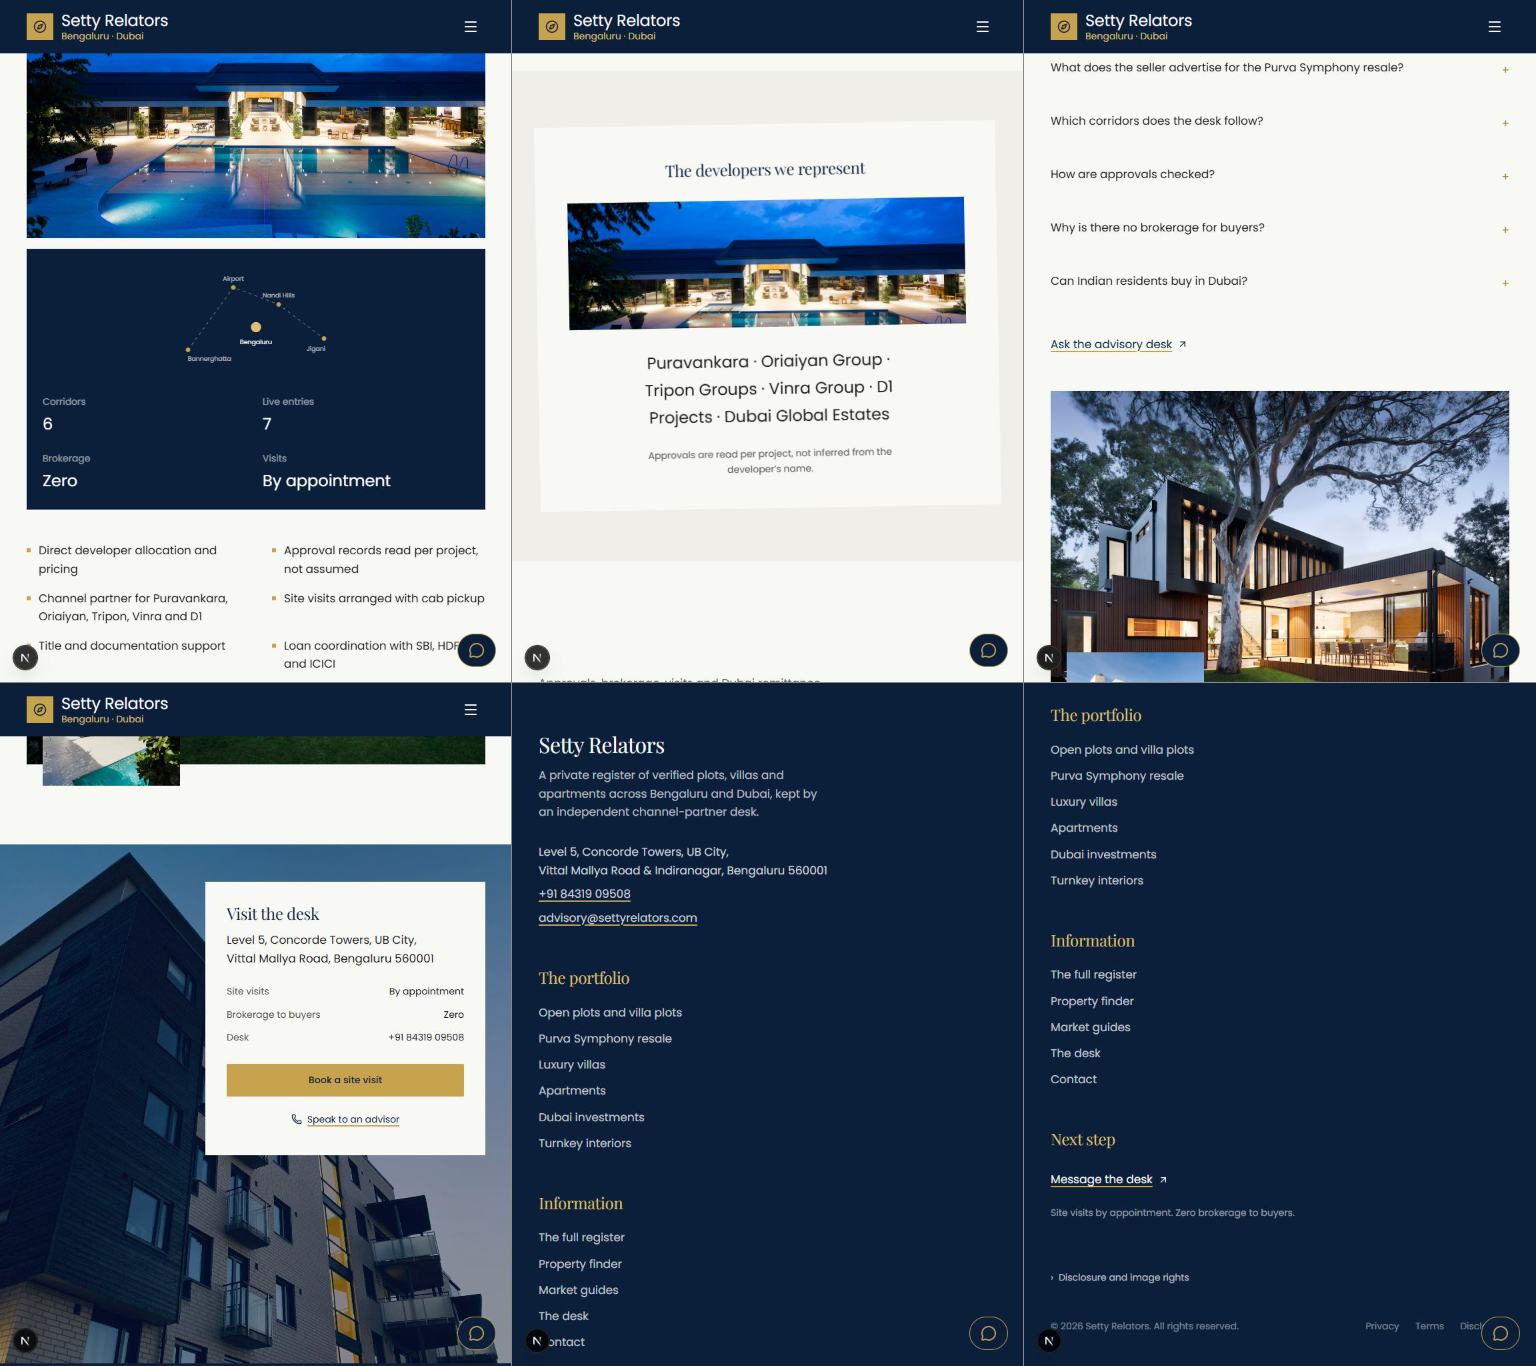 Setty Relators
Bengaluru · Dubai
Airport
Nandi Hills
Bengaluru
Jigani
Bannerghatta
Corridors
6
Live entries
7
Brokerage
Zero
Visits
By appointment
Direct developer allocation and
pricing
Approval records read per project,
not assumed
Channel partner for Puravankara,
Oriaiyan, Tripon, Vinra and D1
Site visits arranged with cab pickup
Title and documentation support
Loan coordination with SBI, HDF
and ICICI
N
Setty Relators
Bengaluru · Dubai
The developers we represent
Puravankara · Oriaiyan Group ·
Tripon Groups · Vinra Group · D1
Projects · Dubai Global Estates
Approvals are read per project, not inferred from the
developer's name.
Approvals, brokerage, visits and Dubai remittance
N
Setty Relators
Bengaluru · Dubai
What does the seller advertise for the Purva Symphony resale?
+
Which corridors does the desk follow?
+
How are approvals checked?
+
Why is there no brokerage for buyers?
+
Can Indian residents buy in Dubai?
+
Ask the advisory desk
N
Setty Relators
Bengaluru · Dubai
Visit the desk
Level 5, Concorde Towers, UB City,
Vittal Mallya Road, Bengaluru 560001
Site visits By appointment
Brokerage to buyers Zero
Desk +91 84319 09508
Book a site visit
Speak to an advisor
N
Setty Relators
A private register of verified plots, villas and
apartments across Bengaluru and Dubai, kept by
an independent channel-partner desk.
Level 5, Concorde Towers, UB City,
Vittal Mallya Road & Indiranagar, Bengaluru 560001
+91 84319 09508
advisory@settyrelators.com
The portfolio
Open plots and villa plots
Purva Symphony resale
Luxury villas
Apartments
Dubai investments
Turnkey interiors
Information
The full register
Property finder
Market guides
The desk
ontact
N
The portfolio
Open plots and villa plots
Purva Symphony resale
Luxury villas
Apartments
Dubai investments
Turnkey interiors
Information
The full register
Property finder
Market guides
The desk
Contact
Next step
Message the desk
Site visits by appointment. Zero brokerage to buyers.
› Disclosure and image rights
© 2026 Setty Relators. All rights reserved.
Privacy Terms Discl
N